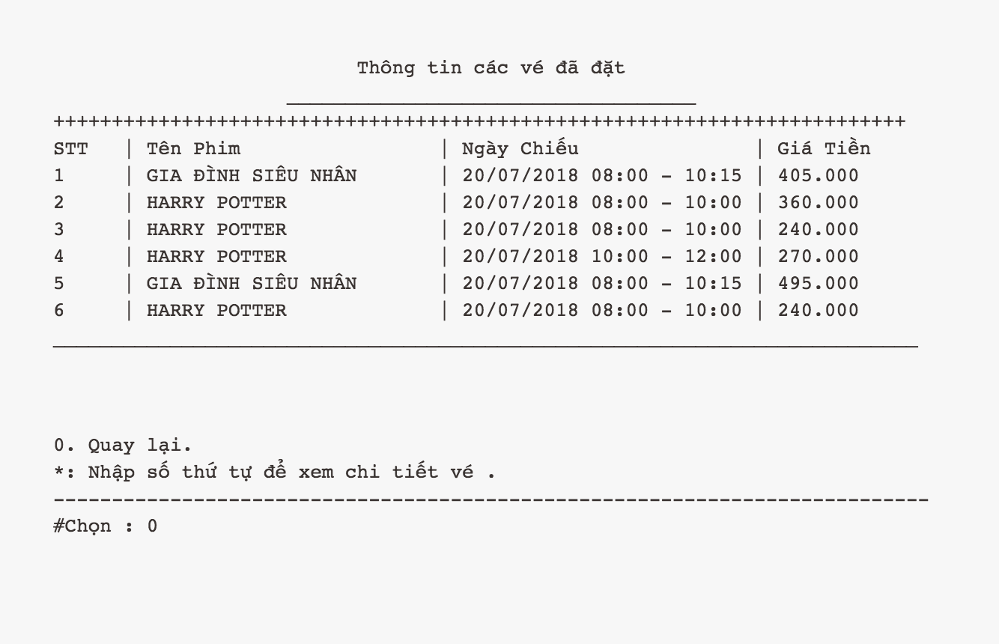 Thông tin các vé đã đặt
___________________________________
+++++++++++++++++++++++++++++++++++++++++++++++++++++++++++++++++++++++++
STT | Tên Phim | Ngày Chiếu | Giá Tiền
1 | GIA ĐÌNH SIÊU NHÂN | 20/07/2018 08:00 - 10:15 | 405.000
2 | HARRY POTTER | 20/07/2018 08:00 - 10:00 | 360.000
3 | HARRY POTTER | 20/07/2018 08:00 - 10:00 | 240.000
4 | HARRY POTTER | 20/07/2018 10:00 - 12:00 | 270.000
5 | GIA ĐÌNH SIÊU NHÂN | 20/07/2018 08:00 - 10:15 | 495.000
6 | HARRY POTTER | 20/07/2018 08:00 - 10:00 | 240.000
__________________________________________________________________________
0. Quay lại.
*: Nhập số thứ tự để xem chi tiết vé .
---------------------------------------------------------------------------
#Chọn : 0